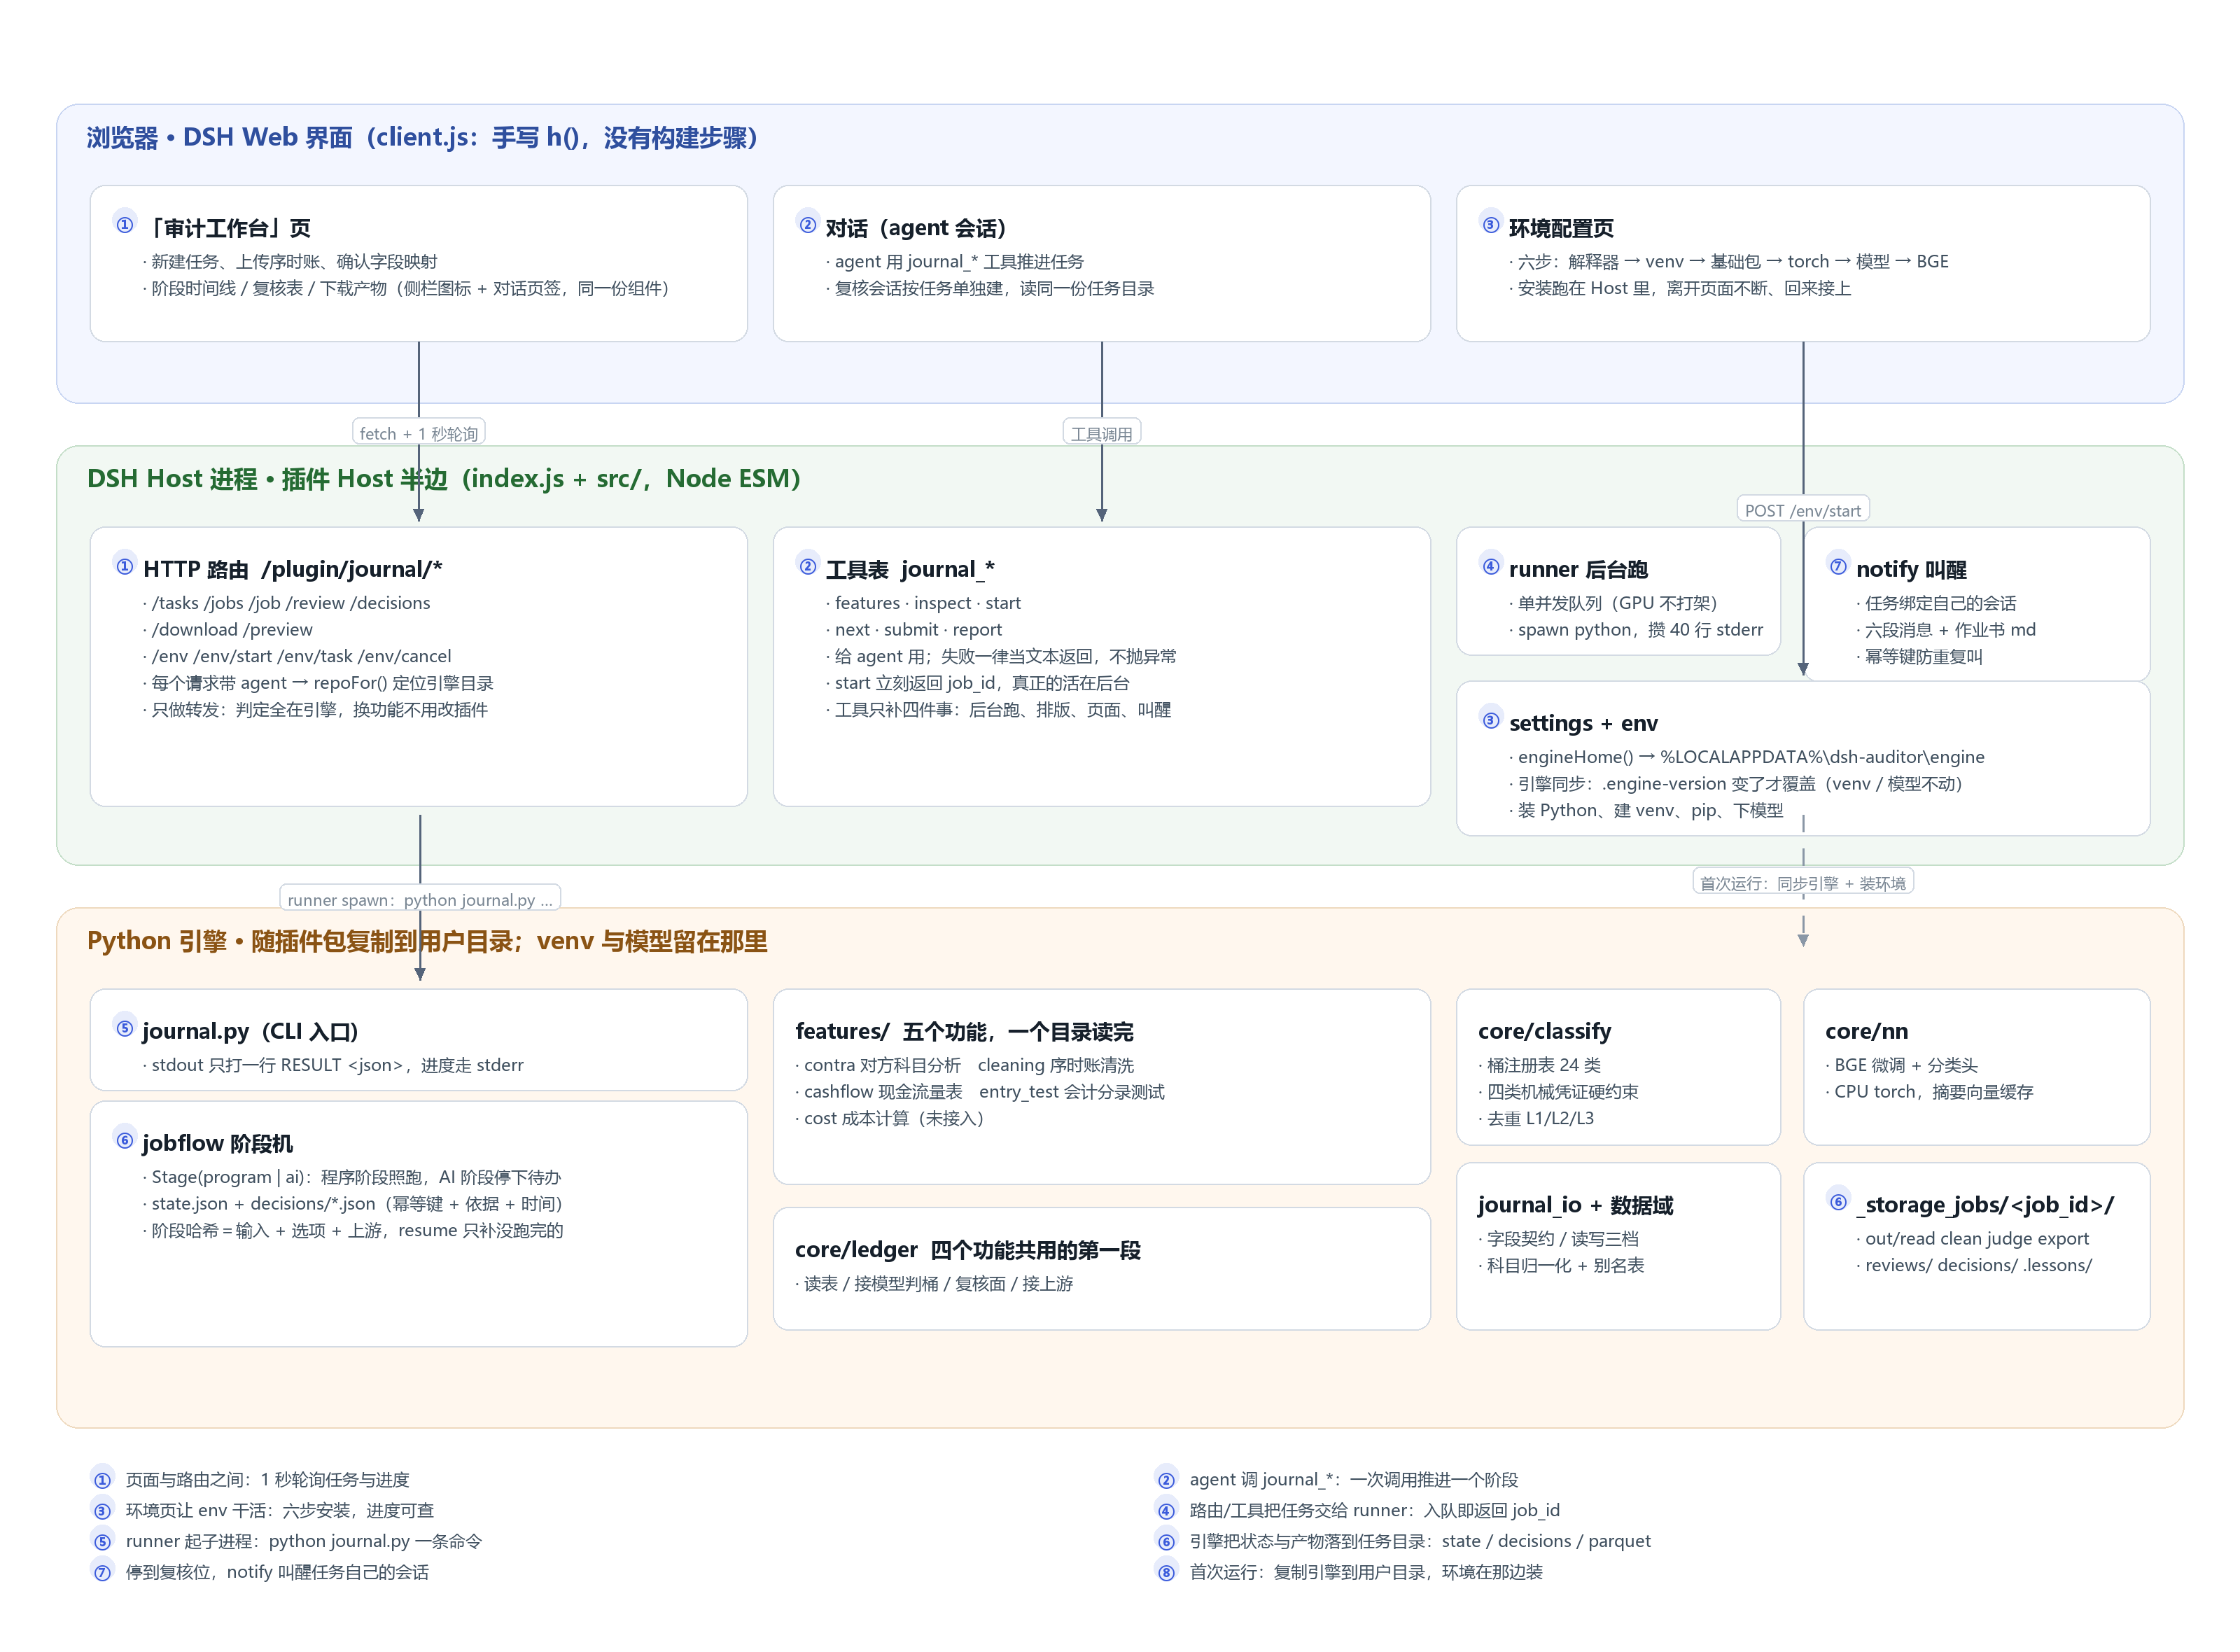 浏览器 • DSH Web 界面（client.js：手写 h()，没有构建步骤）
① 「审计工作台」页
· 新建任务、上传序时账、确认字段映射
· 阶段时间线 / 复核表 / 下载产物（侧栏图标 + 对话页签，同一份组件）
② 对话（agent 会话）
· agent 用 journal_* 工具推进任务
· 复核会话按任务单独建，读同一份任务目录
③ 环境配置页
· 六步：解释器 → venv → 基础包 → torch → 模型 → BGE
· 安装跑在 Host 里，离开页面不断、回来接上
fetch + 1 秒轮询
工具调用
DSH Host 进程 • 插件 Host 半边（index.js + src/，Node ESM）
POST /env/start
① HTTP 路由 /plugin/journal/*
· /tasks /jobs /job /review /decisions
· /download /preview
· /env /env/start /env/task /env/cancel
· 每个请求带 agent → repoFor() 定位引擎目录
· 只做转发：判定全在引擎，换功能不用改插件
② 工具表 journal_*
· features · inspect · start
· next · submit · report
· 给 agent 用；失败一律当文本返回，不抛异常
· start 立刻返回 job_id，真正的活在后台
· 工具只补四件事：后台跑、排版、页面、叫醒
④ runner 后台跑
· 单并发队列（GPU 不打架）
· spawn python，攒 40 行 stderr
⑦ notify 叫醒
· 任务绑定自己的会话
· 六段消息 + 作业书 md
· 幂等键防重复叫
③ settings + env
· engineHome() → %LOCALAPPDATA%\dsh-auditor\engine
· 引擎同步：.engine-version 变了才覆盖（venv / 模型不动）
· 装 Python、建 venv、pip、下模型
runner spawn：python journal.py ...
首次运行：同步引擎 + 装环境
Python 引擎 • 随插件包复制到用户目录；venv 与模型留在那里
⑤ journal.py（CLI 入口）
· stdout 只打一行 RESULT <json>，进度走 stderr
⑥ jobflow 阶段机
· Stage(program | ai)：程序阶段照跑，AI 阶段停下待办
· state.json + decisions/*.json（幂等键 + 依据 + 时间）
· 阶段哈希 = 输入 + 选项 + 上游，resume 只补没跑完的
features/ 五个功能，一个目录读完
· contra 对方科目分析 cleaning 序时账清洗
· cashflow 现金流量表 entry_test 会计分录测试
· cost 成本计算（未接入）
core/ledger 四个功能共用的第一段
· 读表 / 接模型判桶 / 复核面 / 接上游
core/classify
· 桶注册表 24 类
· 四类机械凭证硬约束
· 去重 L1/L2/L3
core/nn
· BGE 微调 + 分类头
· CPU torch，摘要向量缓存
journal_io + 数据域
· 字段契约 / 读写三档
· 科目归一化 + 别名表
⑥ _storage_jobs/<job_id>/
· out/read clean judge export
· reviews/ decisions/ .lessons/
① 页面与路由之间：1 秒轮询任务与进度
② agent 调 journal_*：一次调用推进一个阶段
③ 环境页让 env 干活：六步安装，进度可查
④ 路由/工具把任务交给 runner：入队即返回 job_id
⑤ runner 起子进程：python journal.py 一条命令
⑥ 引擎把状态与产物落到任务目录：state / decisions / parquet
⑦ 停到复核位，notify 叫醒任务自己的会话
⑧ 首次运行：复制引擎到用户目录，环境在那边装